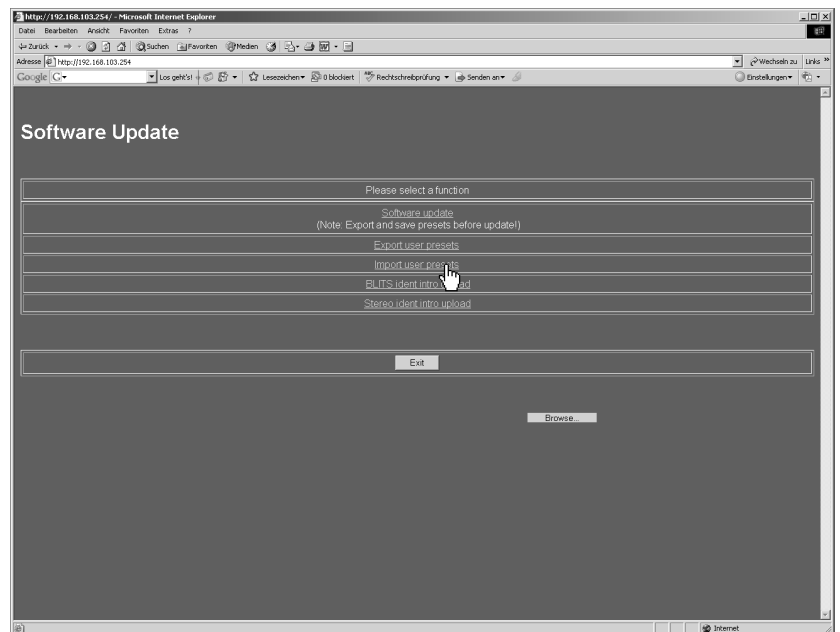 http://192.168.103.254/ - Microsoft Internet Explorer
Datei Bearbeiten Ansicht Favoriten Extras ?
Zurück Suchen Favoriten Medien
Adresse http://192.168.103.254 Wechseln zu Links »
Google G Los geht's! Lesezeichen 0 blockiert ABC Rechtschreibprüfung Senden an Einstellungen
Software Update
Please select a function
Software update
(Note: Export and save presets before update!)
Export user presets
Import user presets
BLITS ident intro upload
Stereo ident intro upload
Exit
Browse...
Internet